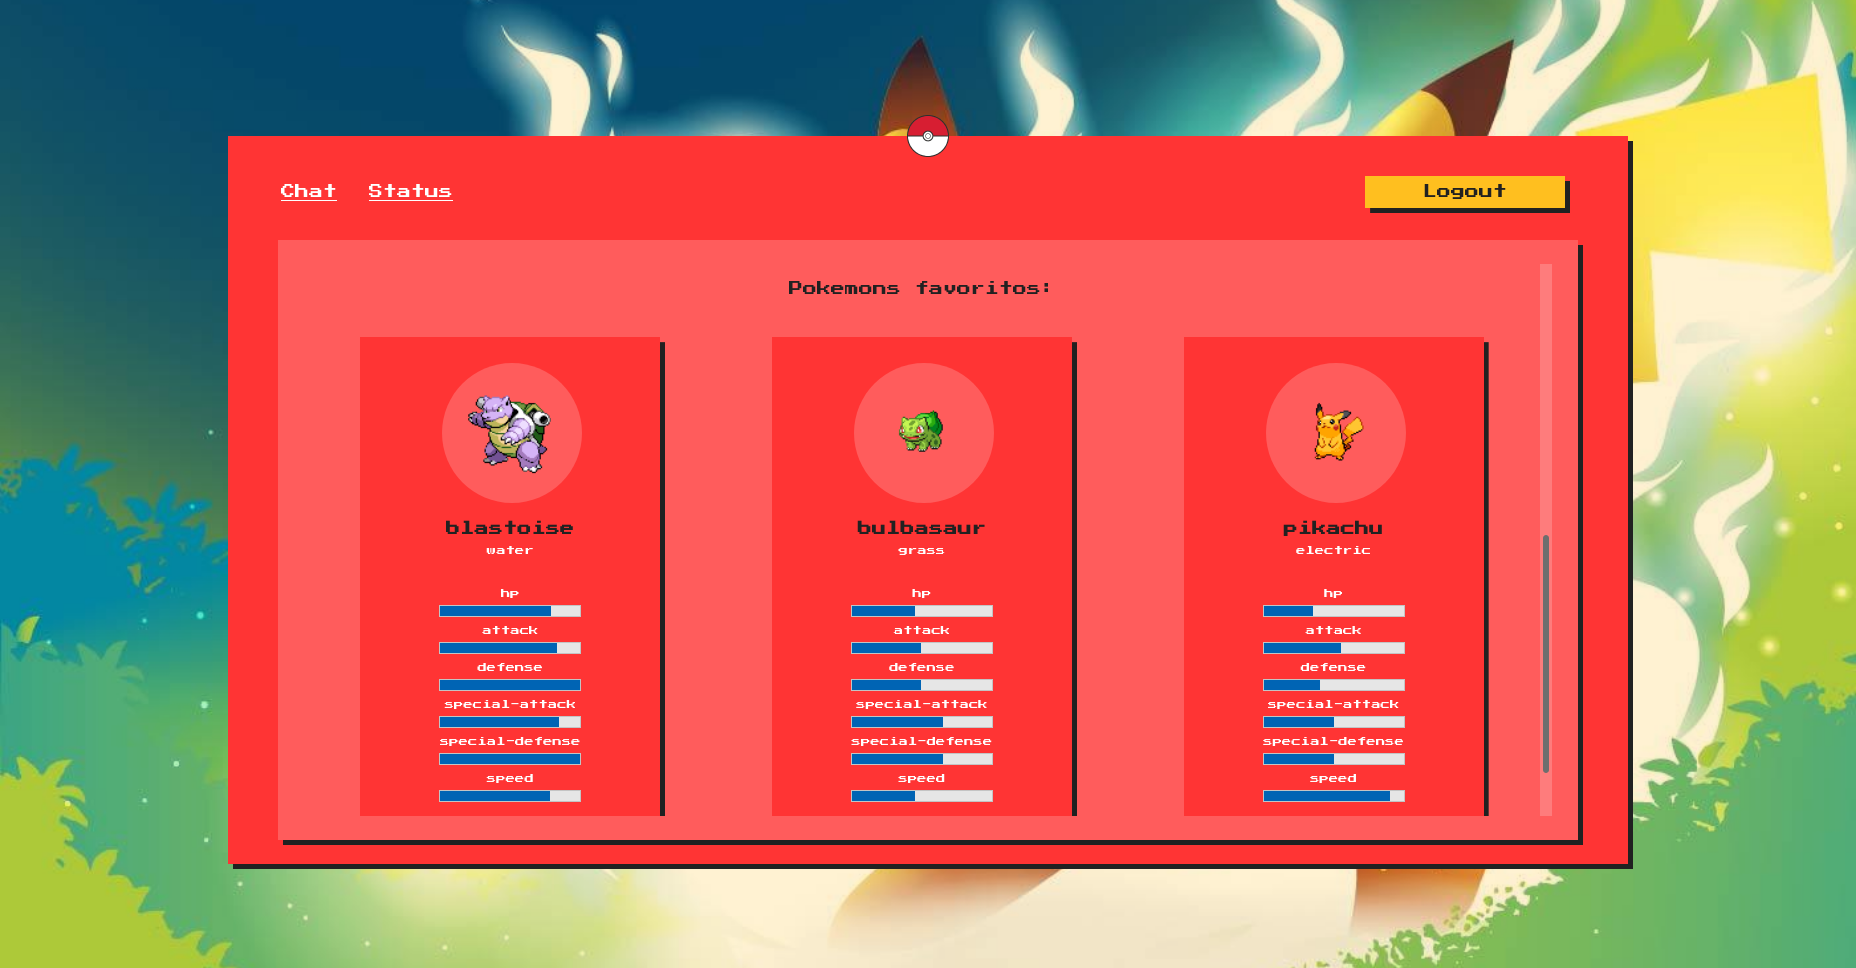 Chat Status Logout
Pokemons favoritos:
blastoise
water
hp
attack
defense
special-attack
special-defense
speed
bulbasaur
grass
hp
attack
defense
special-attack
special-defense
speed
pikachu
electric
hp
attack
defense
special-attack
special-defense
speed